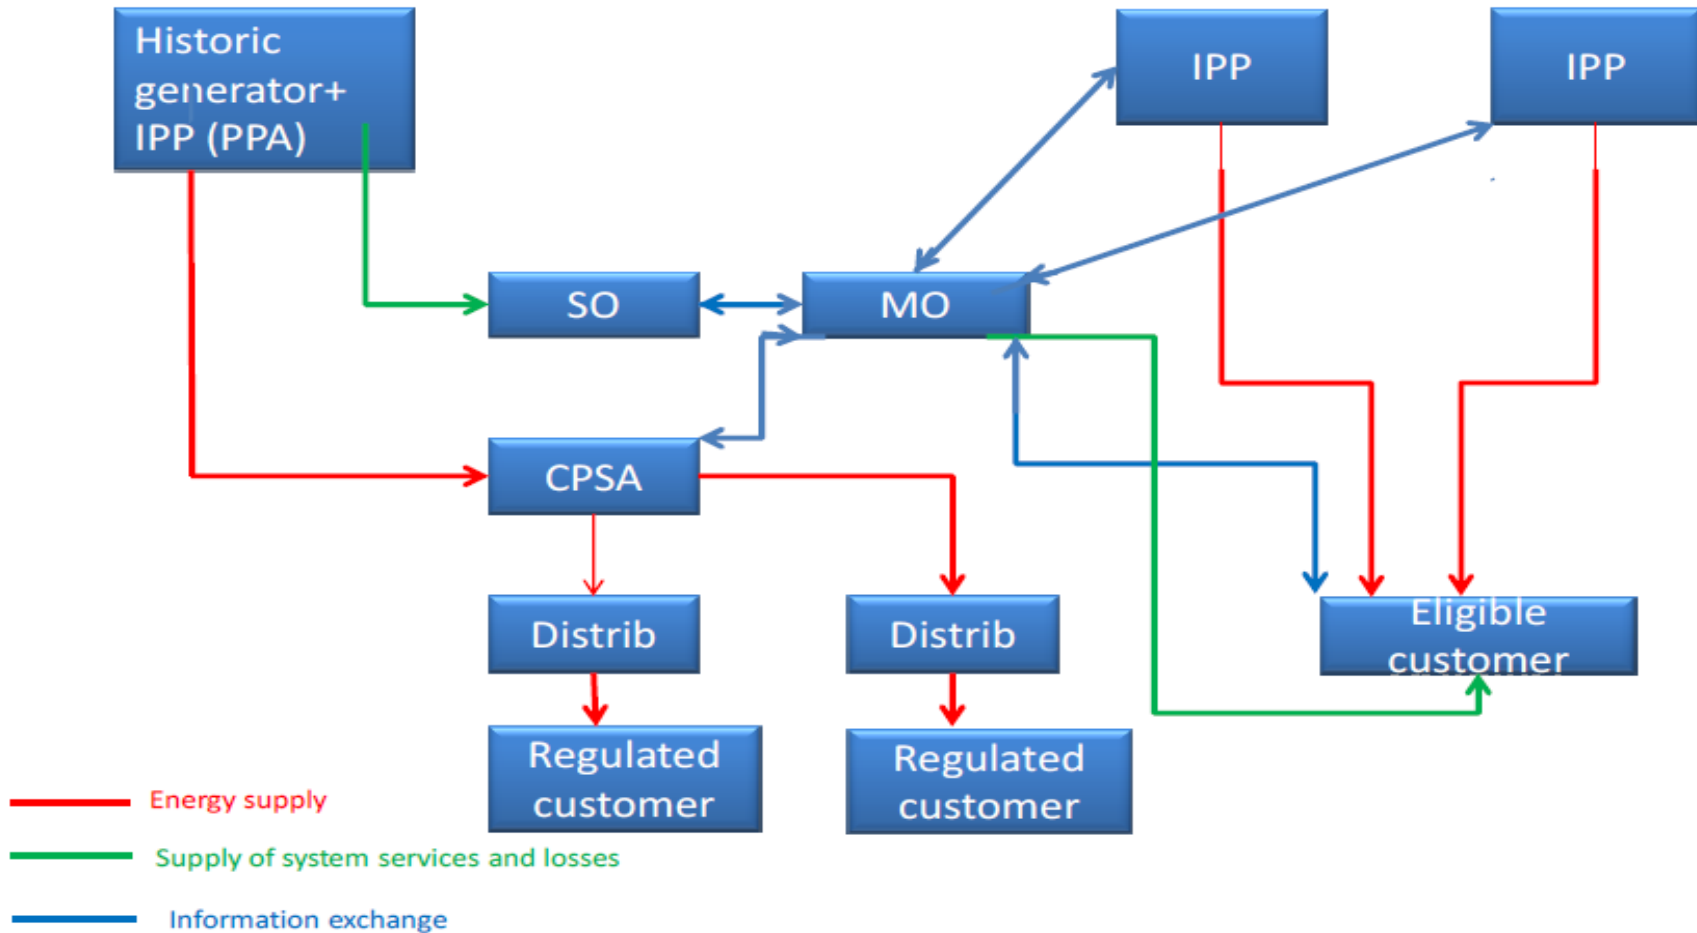 Historic
generator+
IPP (PPA)
IPP
IPP
SO
MO
CPSA
Distrib
Distrib
Eligible
customer
Regulated
customer
Regulated
customer
Energy supply
Supply of system services and losses
Information exchange